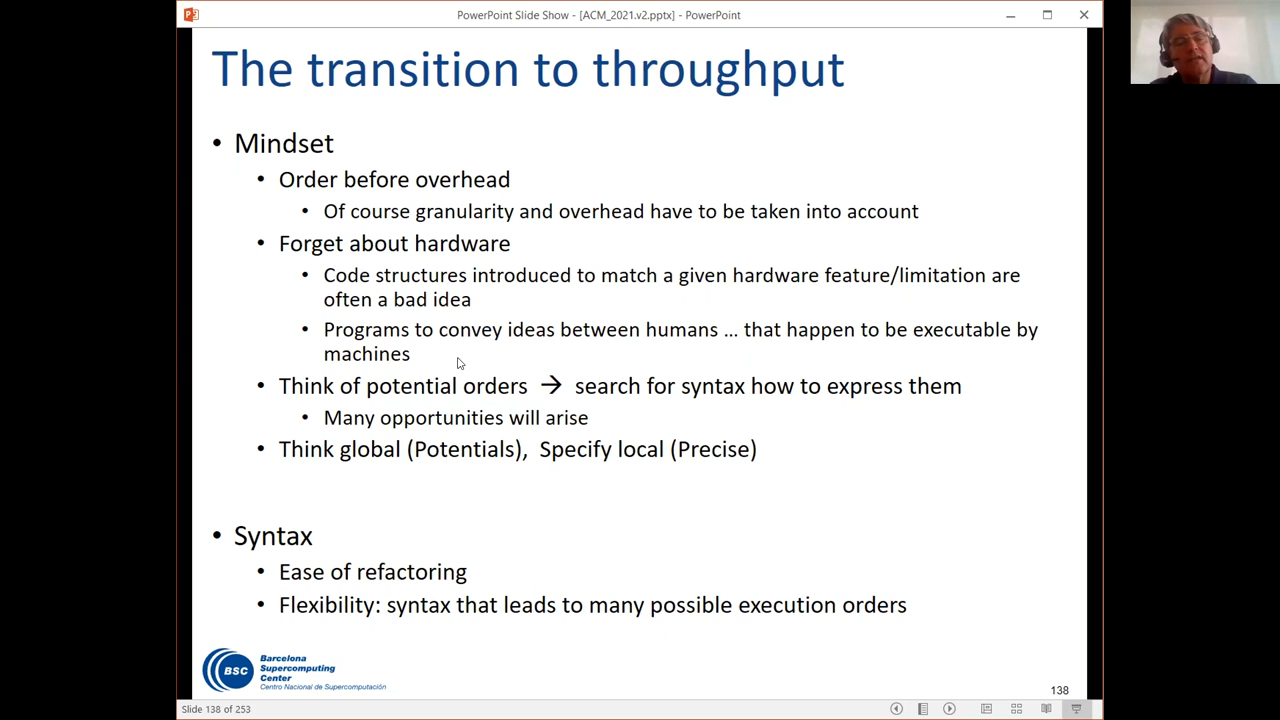 PowerPoint Slide Show - [ACM_2021.v2.pptx] - PowerPoint
The transition to throughput
• Mindset
• Order before overhead
• Of course granularity and overhead have to be taken into account
• Forget about hardware
• Code structures introduced to match a given hardware feature/limitation are
often a bad idea
• Programs to convey ideas between humans ... that happen to be executable by
machines
• Think of potential orders → search for syntax how to express them
• Many opportunities will arise
• Think global (Potentials), Specify local (Precise)
• Syntax
• Ease of refactoring
• Flexibility: syntax that leads to many possible execution orders
BSC
Barcelona
Supercomputing
Center
Centro Nacional de Supercomputación
138
Slide 138 of 253